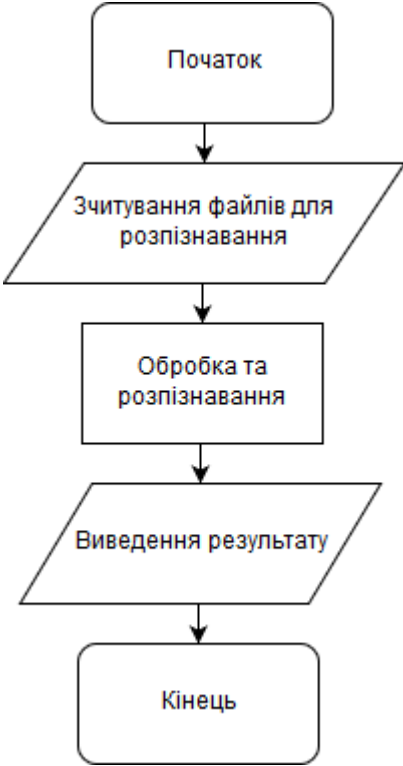 Початок
Зчитування файлів для
розпізнавання
Обробка та
розпізнавання
Виведення результату
Кінець